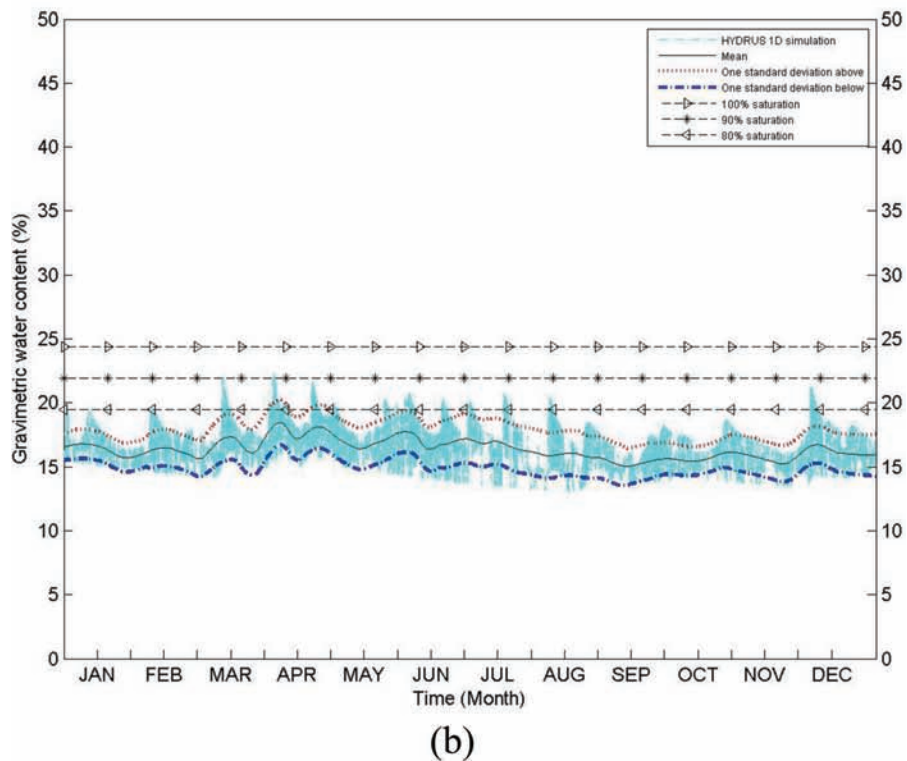 50
45
40
35
30
25
20
15
10
5
0
Gravimetric water content (%)
HYDRUS 1D simulation
Mean
One standard deviation above
One standard deviation below
100% saturation
90% saturation
80% saturation
50
45
40
35
30
25
20
15
10
5
0
JAN FEB MAR APR MAY JUN JUL AUG SEP OCT NOV DEC
Time (Month)
(b)